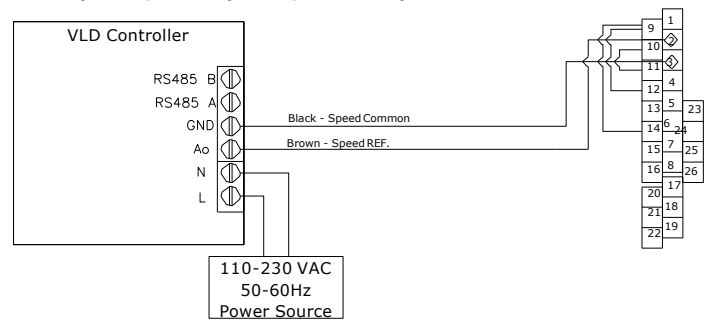 VLD Controller
RS485 B
RS485 A
GND
Ao
N
L
Black - Speed Common
Brown - Speed REF.
110-230 VAC
50-60Hz
Power Source
1
9
2
10
3
11
4
12
5
13
23
6
14
24
7
15
25
8
16
26
17
20
18
21
19
22